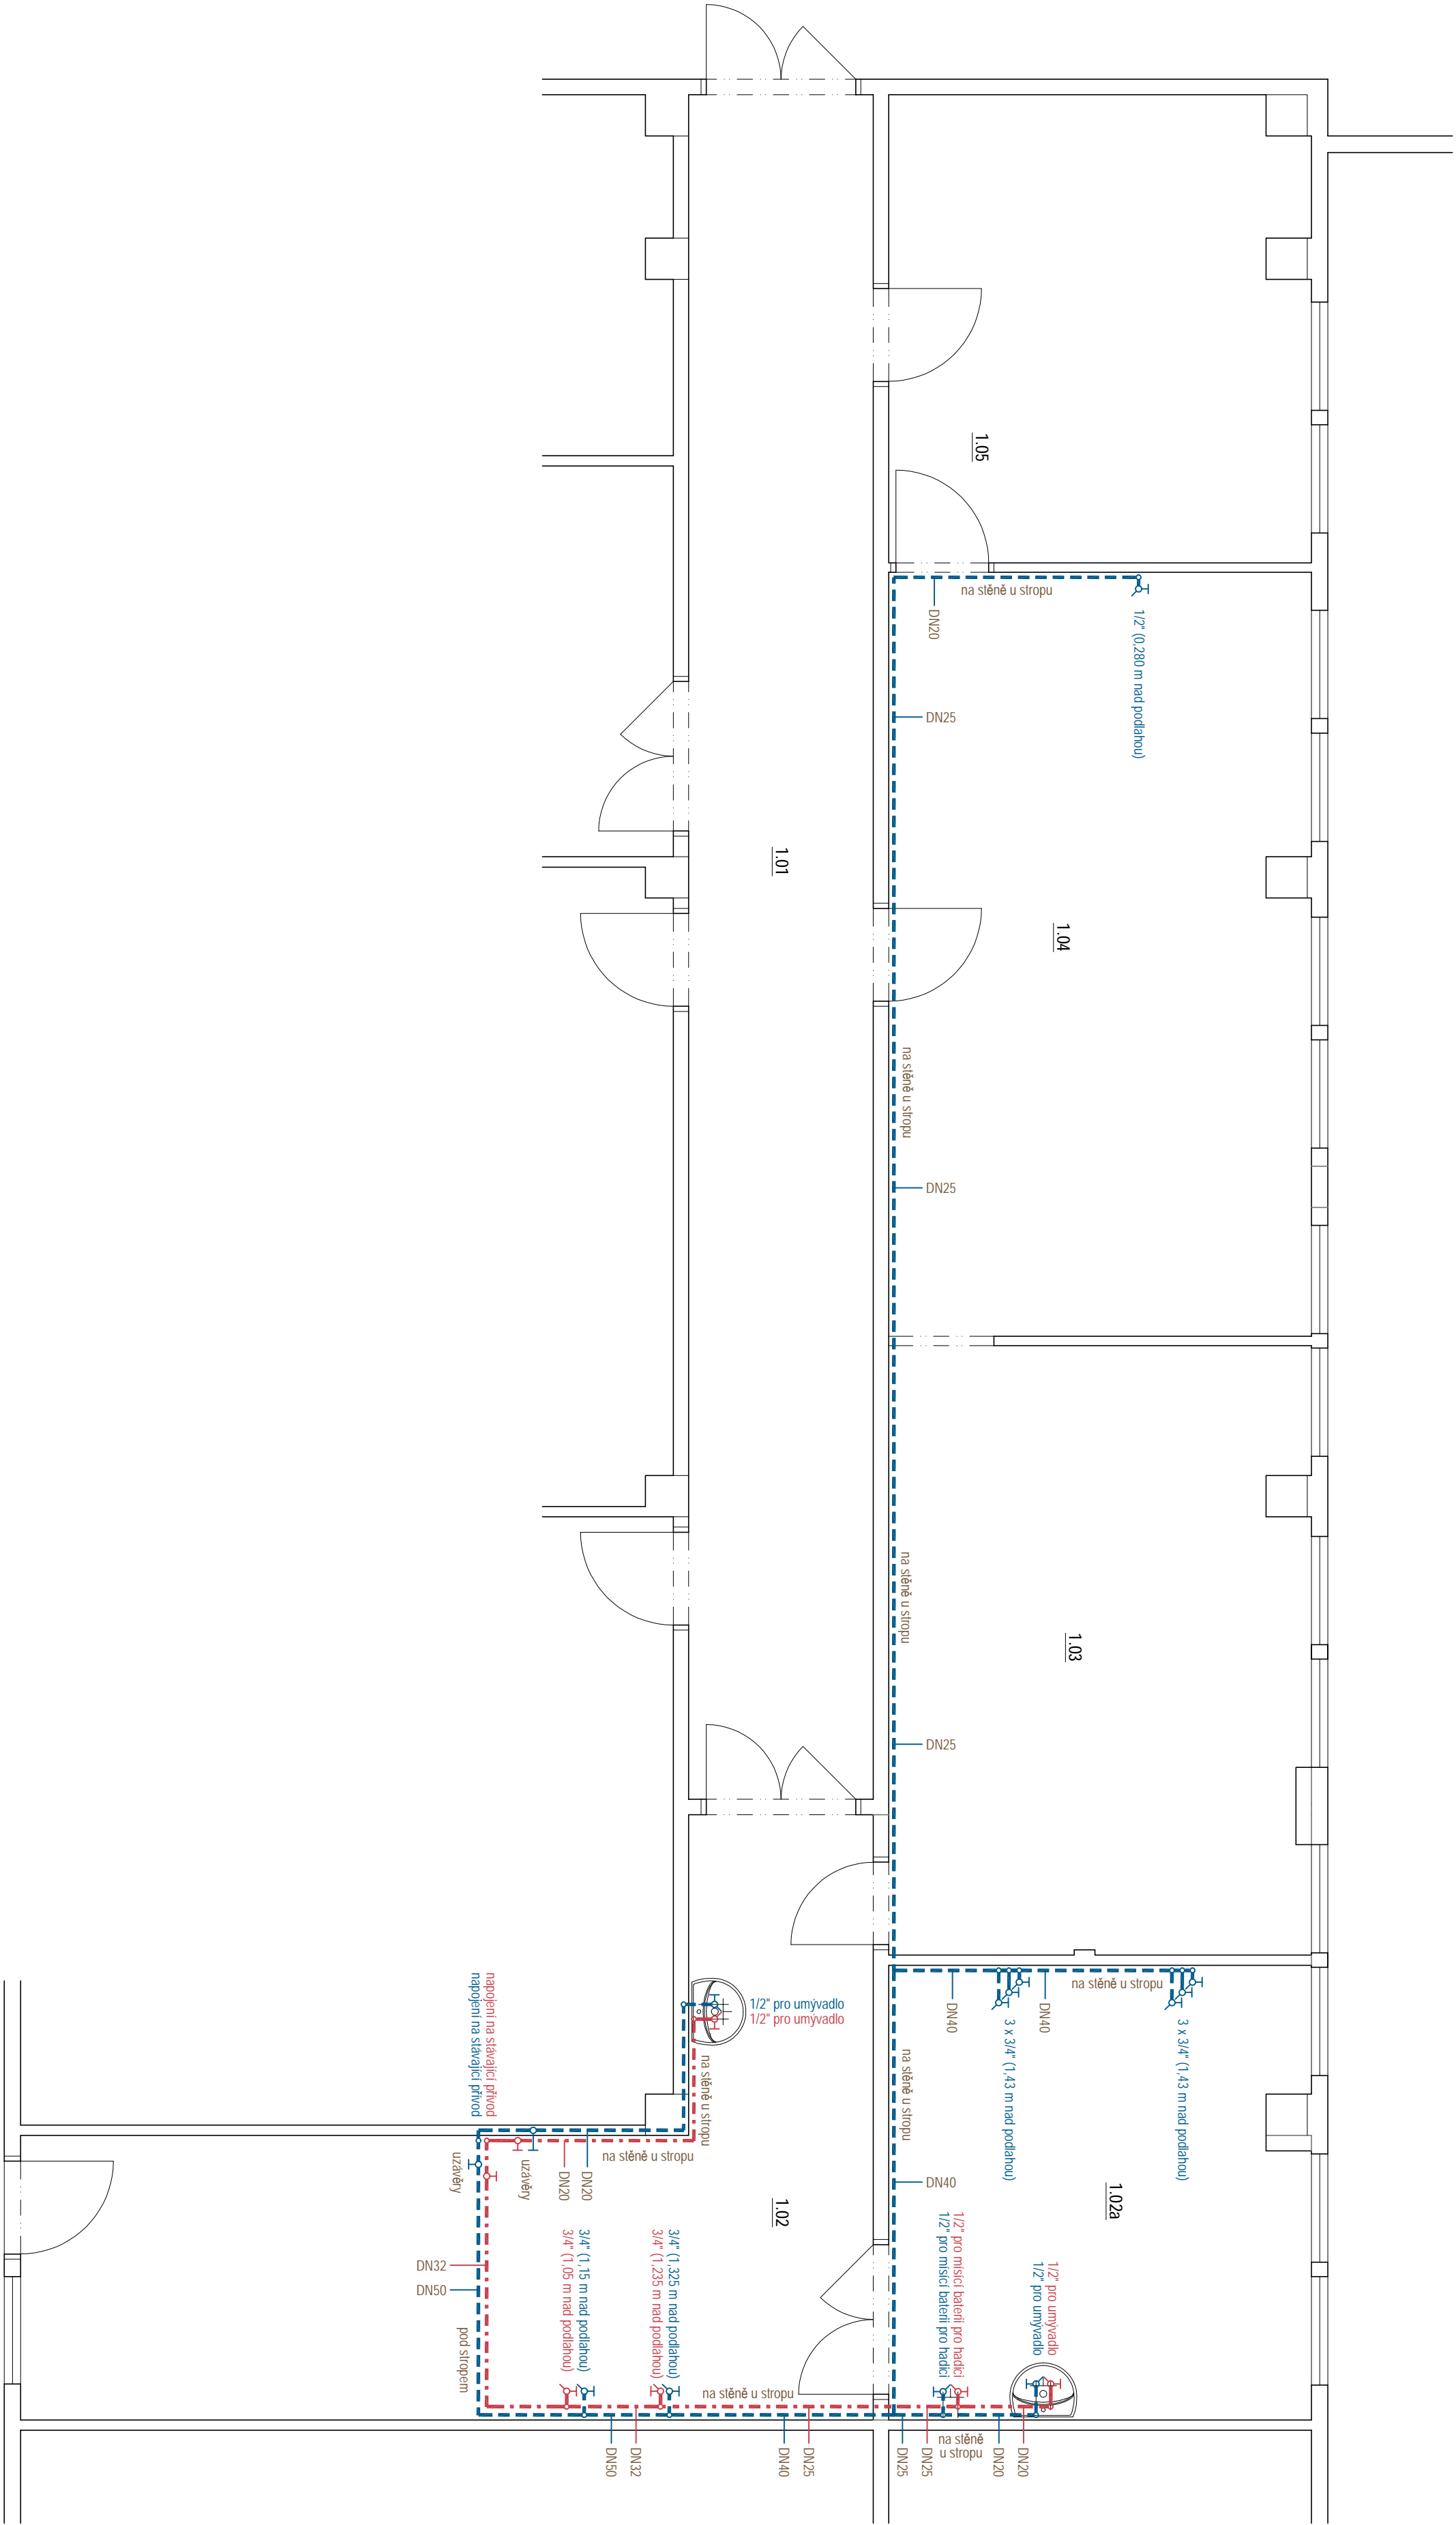 1.05
na stěně u stropu
DN20
1/2" (0,280 m nad podlahou)
DN25
1.01
1.04
na stěně u stropu
DN25
na stěně u stropu
1.03
DN25
napojení na stávající přívod
napojení na stávající přívod
1/2" pro umývadlo
1/2" pro umývadlo
na stěně u stropu
DN40
DN40
na stěně u stropu
3 x 3/4" (1,43 m nad podlahou)
3 x 3/4" (1,43 m nad podlahou)
na stěně u stropu
na stěně u stropu
uzávěry
uzávěry
DN20
DN20
DN40
1.02
1.02a
DN32
DN50
pod stropem
3/4" (1,15 m nad podlahou)
3/4" (1,05 m nad podlahou)
3/4" (1,325 m nad podlahou)
3/4" (1,235 m nad podlahou)
1/2" pro mísící baterii pro hadici
1/2" pro mísící baterii pro hadici
1/2" pro umývadlo
1/2" pro umývadlo
na stěně u stropu
DN50
DN32
DN40
DN25
DN25
DN25
na stěně
u stropu
DN20
DN20